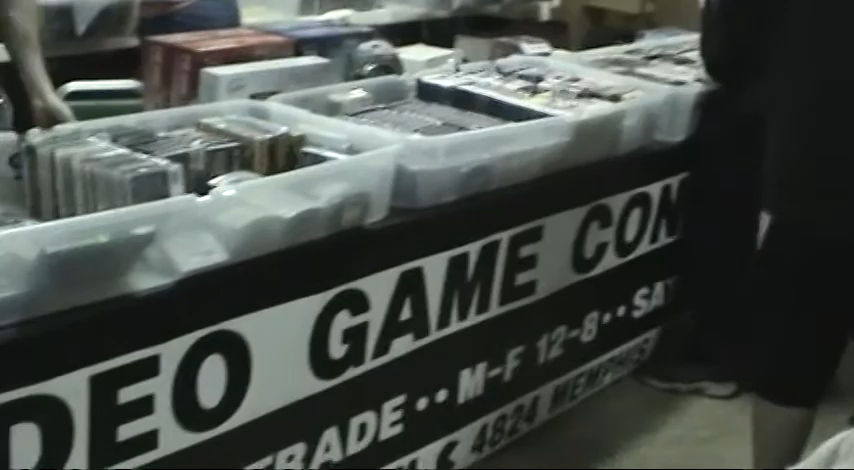 DEO GAME CON
TRADE •• M-F 12-8 •• SA
& 4824 MEMPHIS